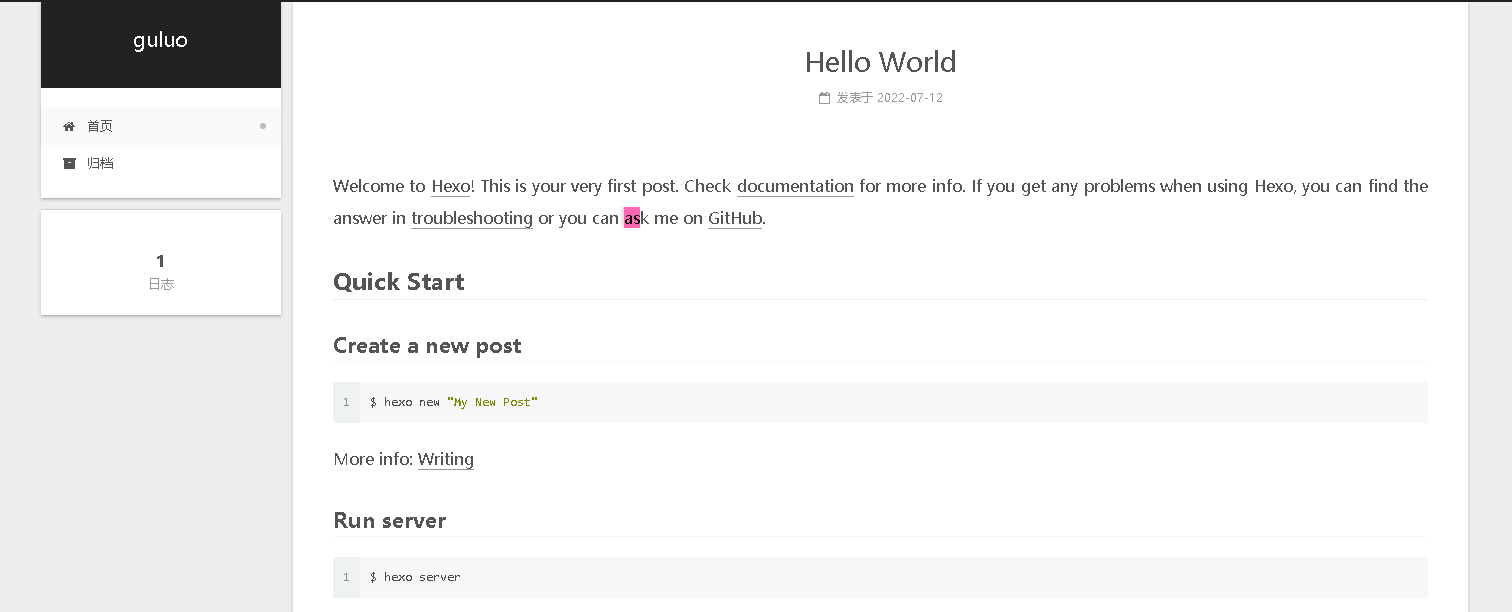 guluo
首页
归档
1
日志
Hello World
发表于 2022-07-12
Welcome to Hexo! This is your very first post. Check documentation for more info. If you get any problems when using Hexo, you can find the
answer in troubleshooting or you can ask me on GitHub.
Quick Start
Create a new post
1 $ hexo new "My New Post"
More info: Writing
Run server
1 $ hexo server